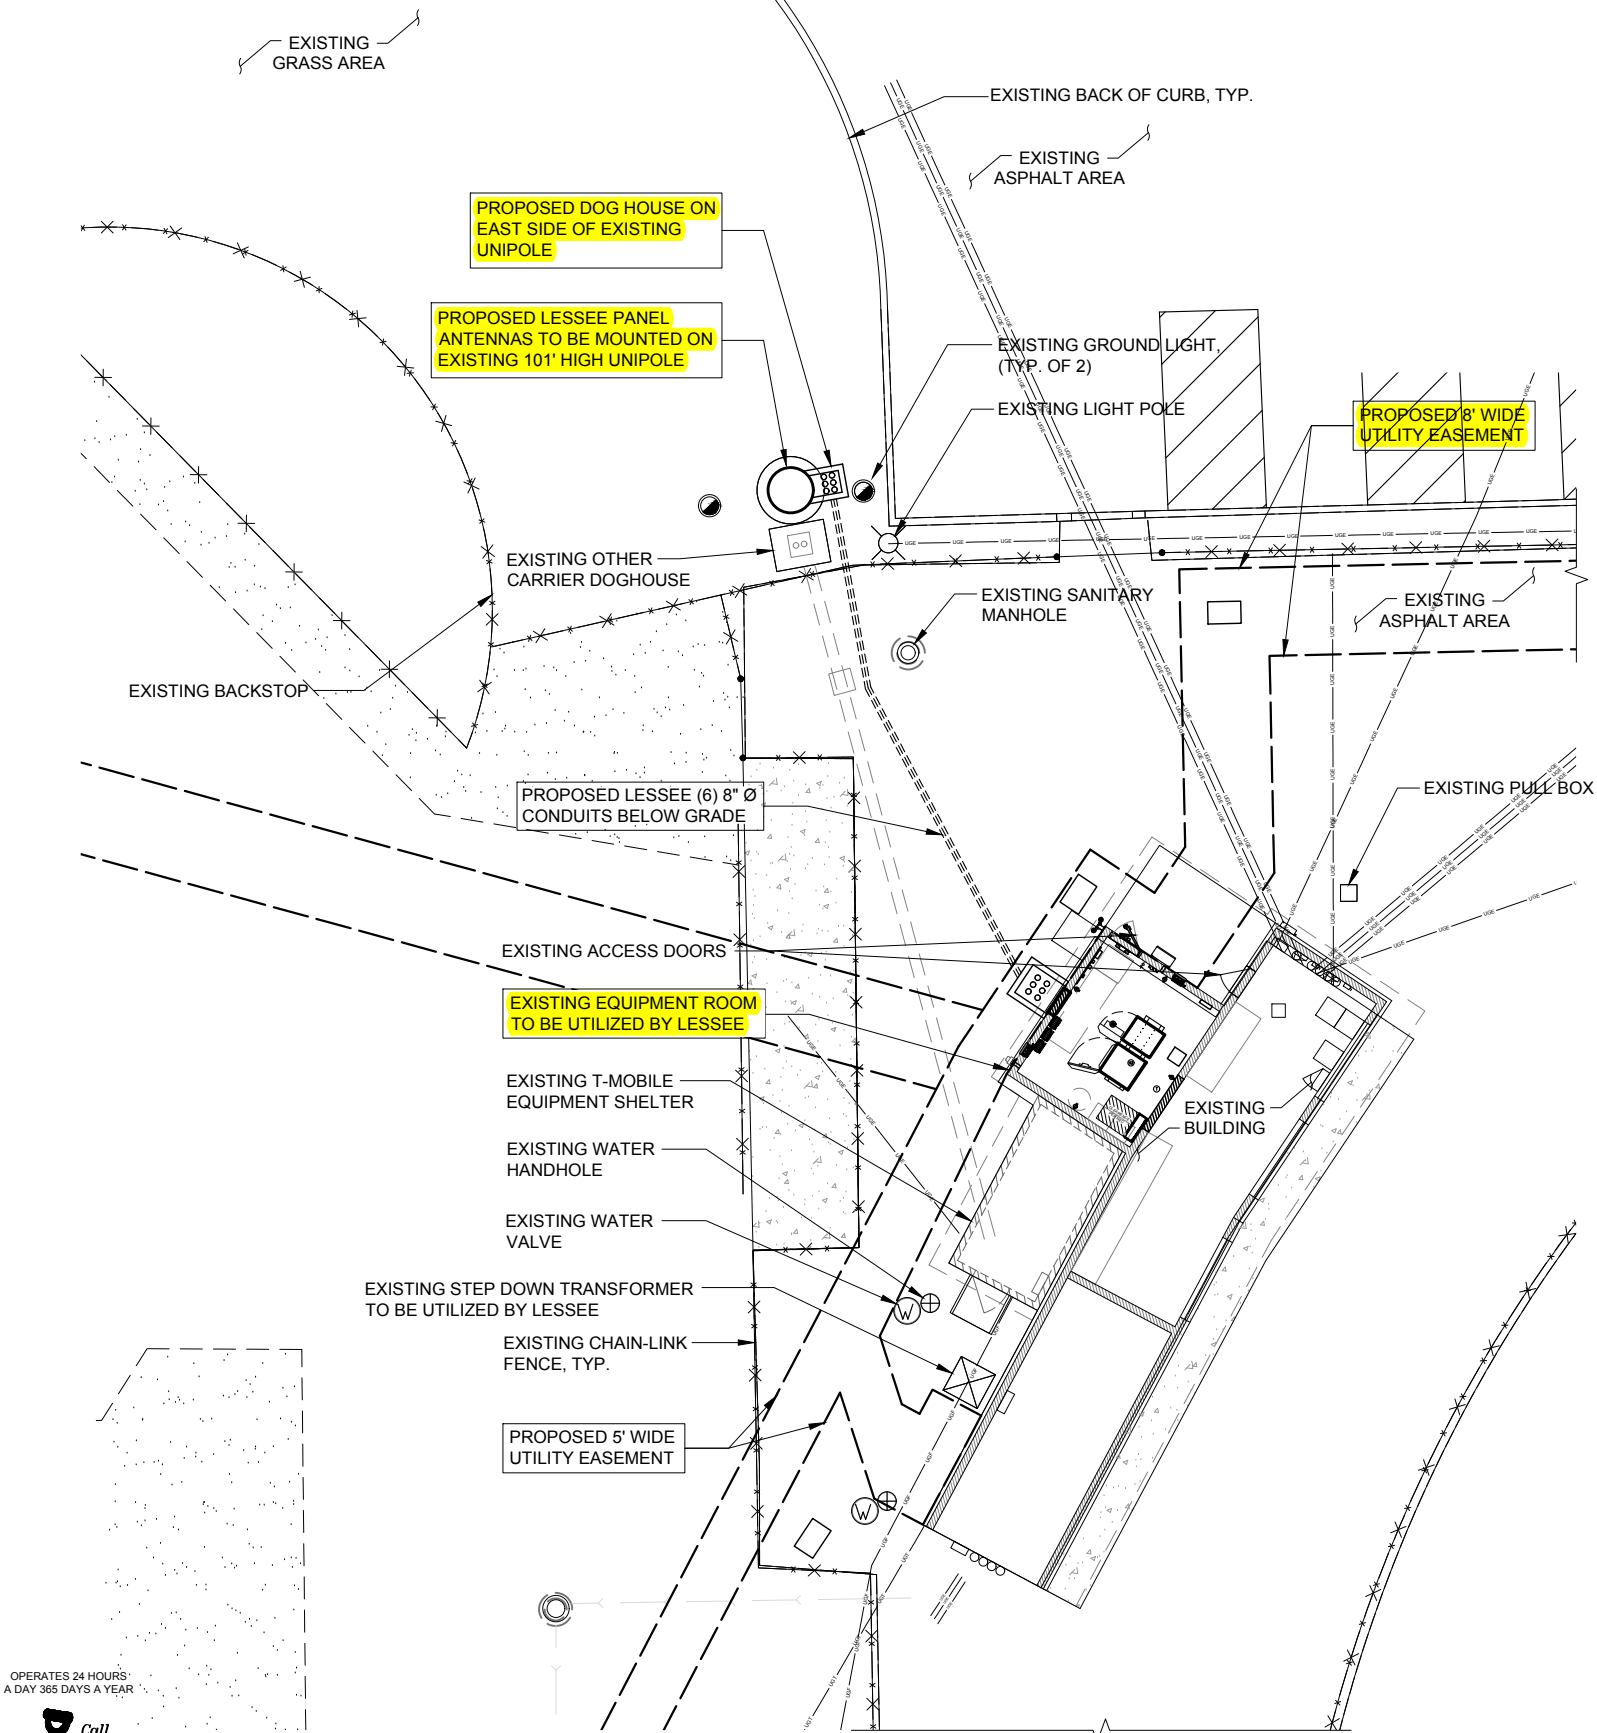 EXISTING
GRASS AREA
EXISTING BACK OF CURB, TYP.
EXISTING
ASPHALT AREA
PROPOSED DOG HOUSE ON
EAST SIDE OF EXISTING
UNIPOLE
PROPOSED LESSEE PANEL
ANTENNAS TO BE MOUNTED ON
EXISTING 101' HIGH UNIPOLE
EXISTING GROUND LIGHT,
(TYP. OF 2)
EXISTING LIGHT POLE
PROPOSED 8' WIDE
UTILITY EASEMENT
EXISTING OTHER
CARRIER DOGHOUSE
EXISTING SANITARY
MANHOLE
EXISTING
ASPHALT AREA
EXISTING BACKSTOP
PROPOSED LESSEE (6) 8" Ø
CONDUITS BELOW GRADE
EXISTING PULL BOX
EXISTING ACCESS DOORS
EXISTING EQUIPMENT ROOM
TO BE UTILIZED BY LESSEE
EXISTING T-MOBILE
EQUIPMENT SHELTER
EXISTING
BUILDING
EXISTING WATER
HANDHOLE
EXISTING WATER
VALVE
EXISTING STEP DOWN TRANSFORMER
TO BE UTILIZED BY LESSEE
W
EXISTING CHAIN-LINK
FENCE, TYP.
PROPOSED 5' WIDE
UTILITY EASEMENT
W
OPERATES 24 HOURS
A DAY 365 DAYS A YEAR
Call